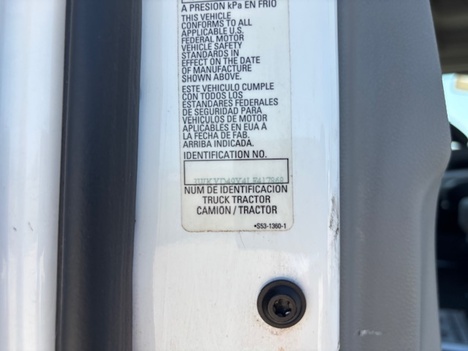 A PRESION kPa EN FRIO
THIS VEHICLE
CONFORMS TO ALL
APPLICABLE U.S.
FEDERAL MOTOR
VEHICLE SAFETY
STANDARDS IN
EFFECT ON THE DATE
OF MANUFACTURE
SHOWN ABOVE.
ESTE VEHICULO CUMPLE
CON TODOS LOS
ESTANDARES FEDERALES
DE SEGURIDAD PARA
VEHICULOS DE MOTOR
APLICABLES EN EUA A
LA FECHA DE FAB.
ARRIBA INDICADA.
IDENTIFICATION NO.
NUM DE IDENTIFICACION
TRUCK TRACTOR
CAMION / TRACTOR
•S53-1360-1